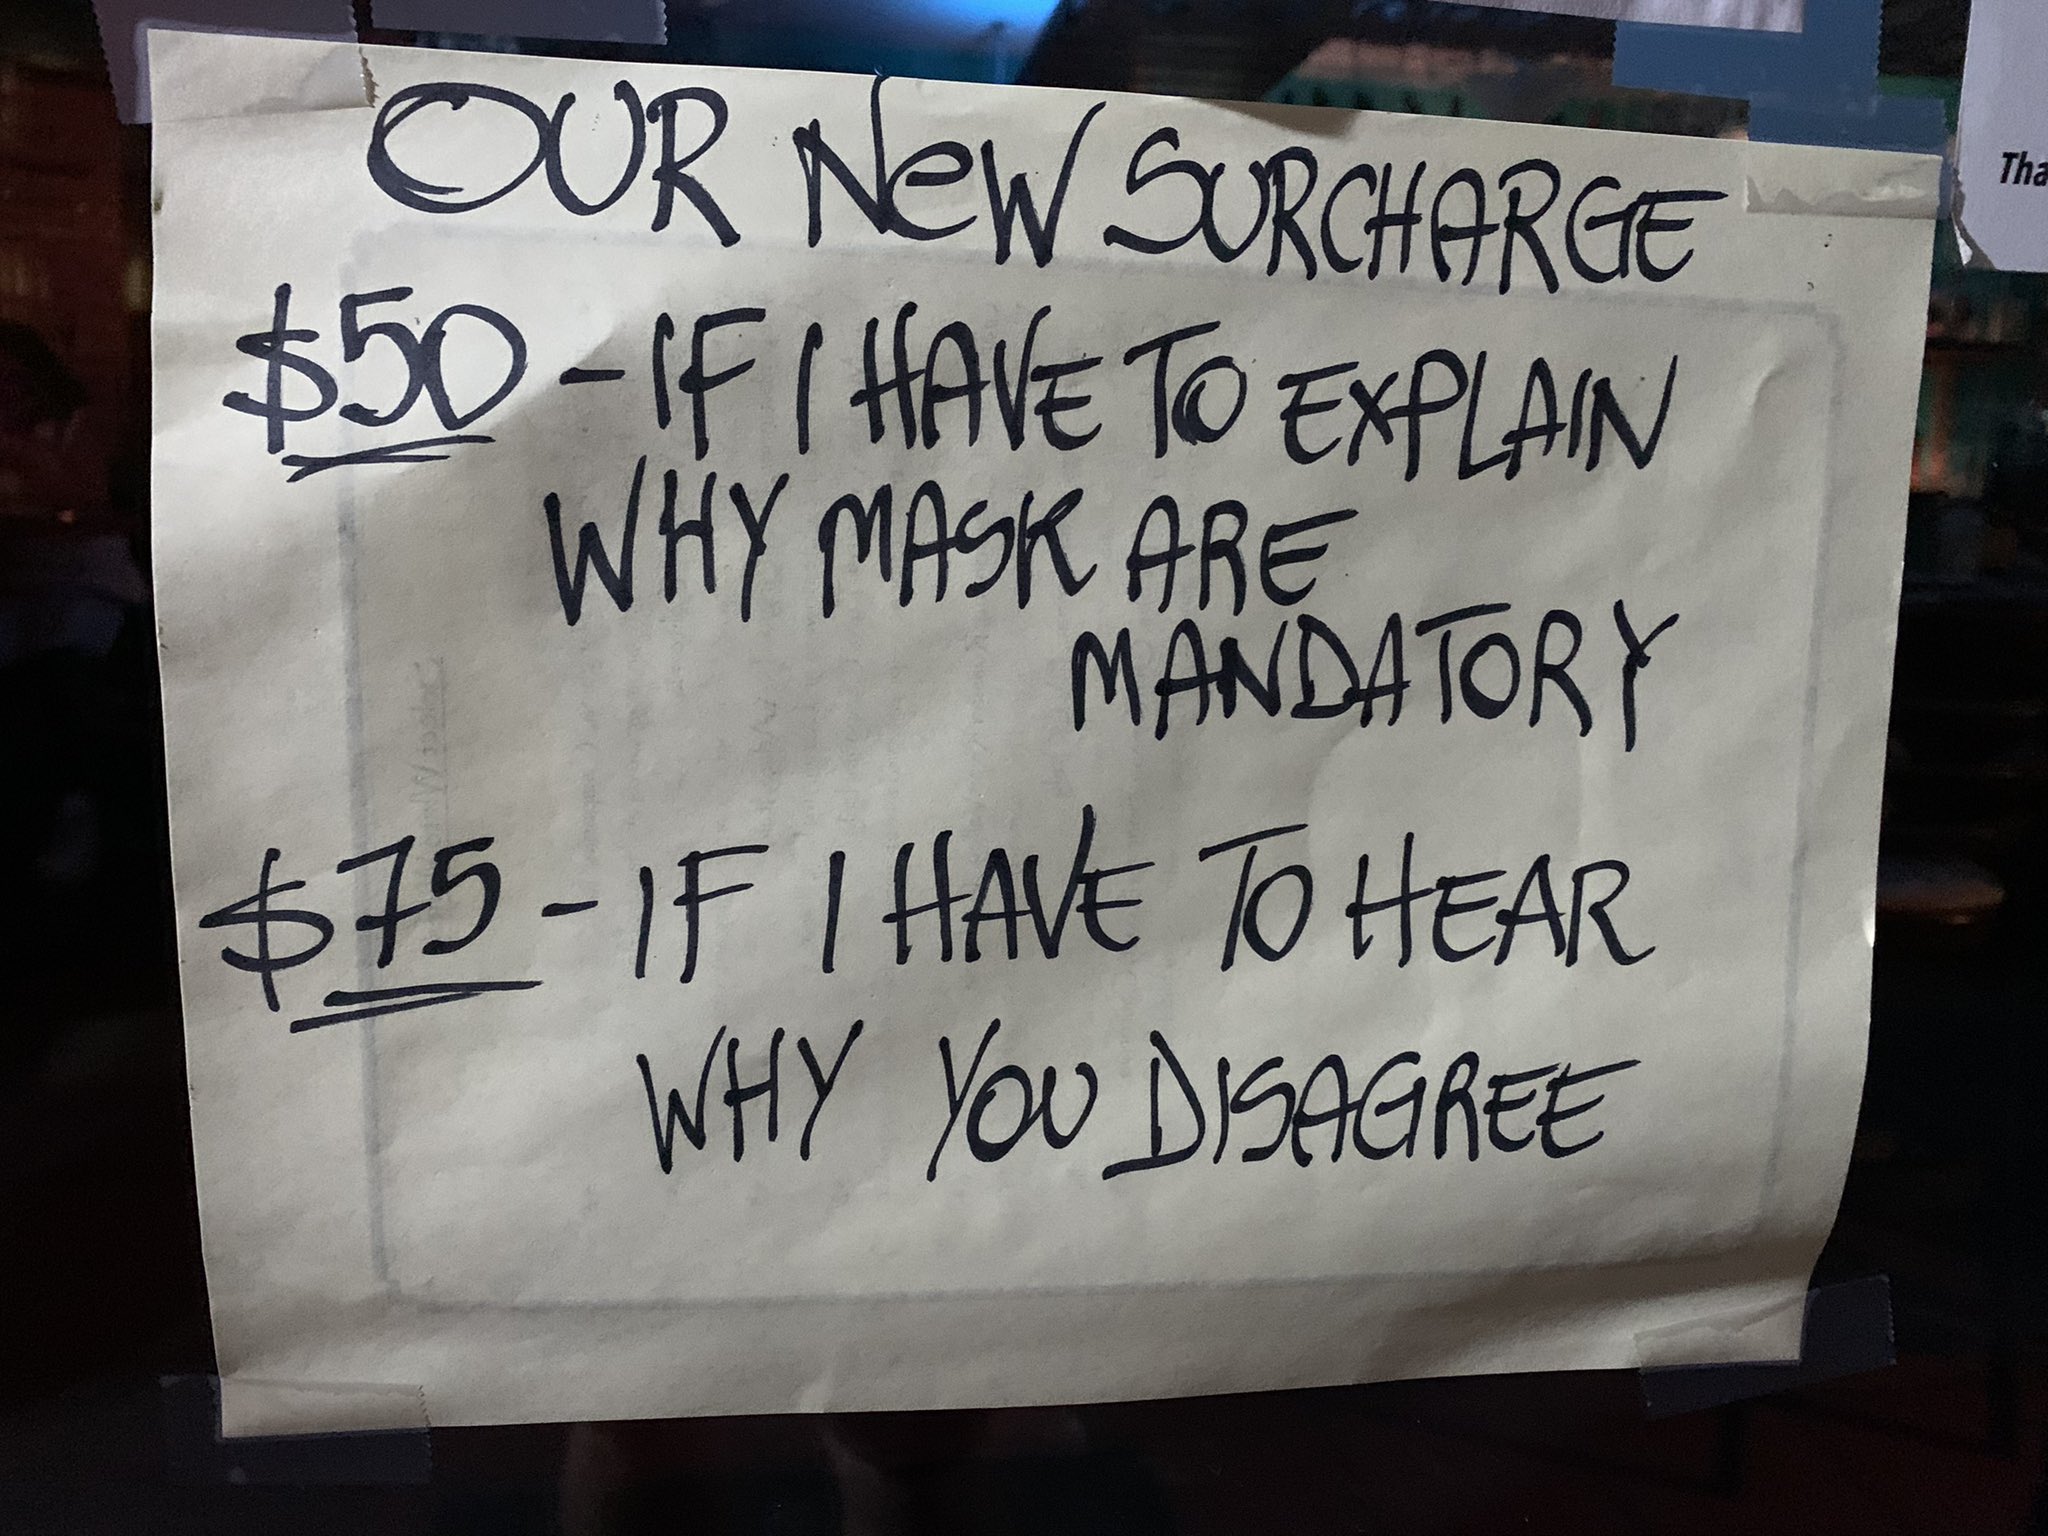 OUR NeW SURCHARGE
$50 - IF I HAVE TO EXPLAIN
WHY MASK ARE
MANDATORY
$75 - IF I HAVE TO HEAR
WHY YOU DISAGREE
Tha